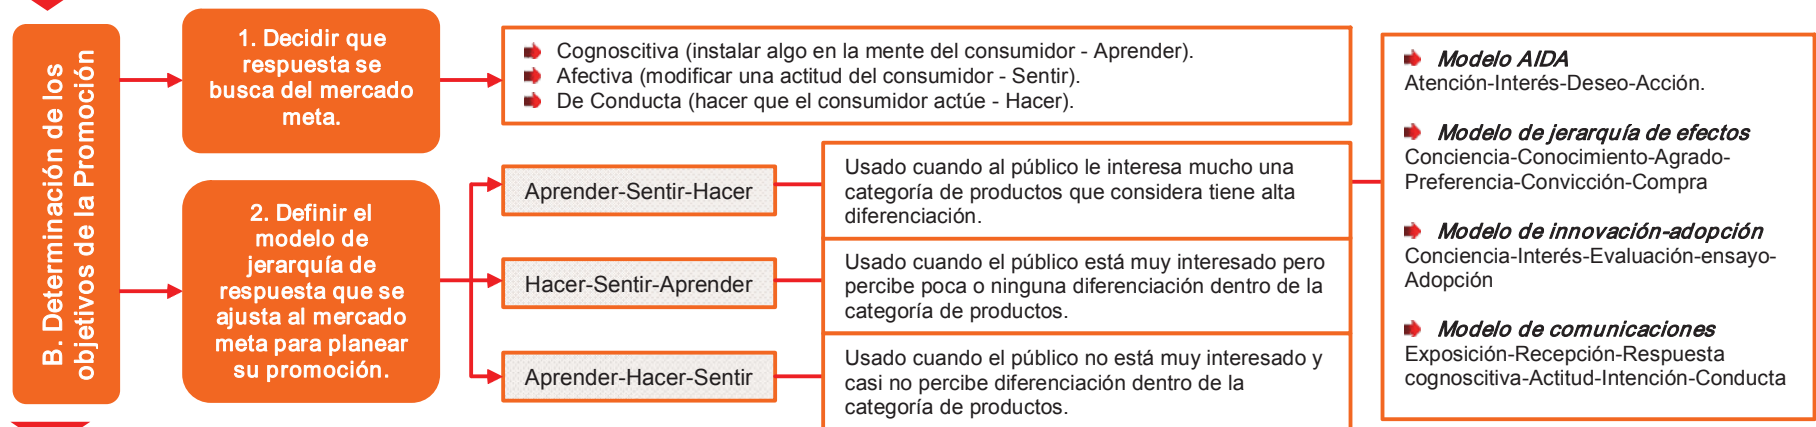 B. Determinación de los
objetivos de la Promoción
1. Decidir que
respuesta se
busca del mercado
meta.
Cognoscitiva (instalar algo en la mente del consumidor - Aprender).
Afectiva (modificar una actitud del consumidor - Sentir).
De Conducta (hacer que el consumidor actúe - Hacer).
2. Definir el
modelo de
jerarquía de
respuesta que se
ajusta al mercado
meta para planear
su promoción.
Aprender-Sentir-Hacer
Usado cuando al público le interesa mucho una
categoría de productos que considera tiene alta
diferenciación.
Hacer-Sentir-Aprender
Usado cuando el público está muy interesado pero
percibe poca o ninguna diferenciación dentro de la
categoría de productos.
Aprender-Hacer-Sentir
Usado cuando el público no está muy interesado y
casi no percibe diferenciación dentro de la
categoría de productos.
Modelo AIDA
Atención-Interés-Deseo-Acción.
Modelo de jerarquía de efectos
Conciencia-Conocimiento-Agrado-
Preferencia-Convicción-Compra
Modelo de innovación-adopción
Conciencia-Interés-Evaluación-ensayo-
Adopción
Modelo de comunicaciones
Exposición-Recepción-Respuesta
cognoscitiva-Actitud-Intención-Conducta